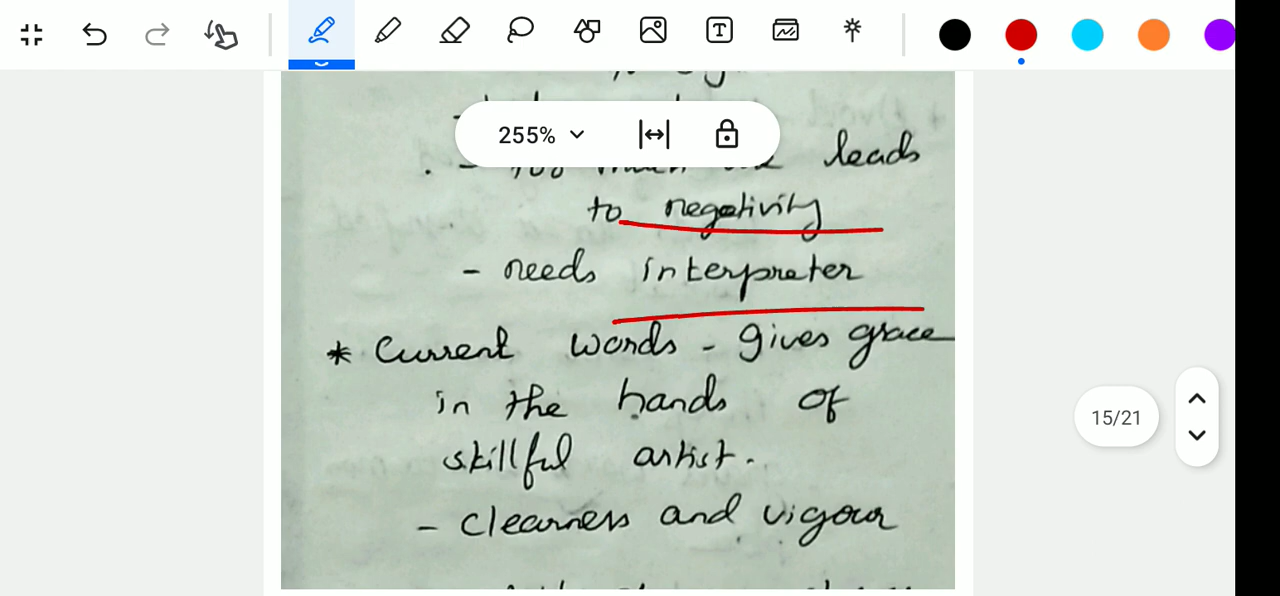 255%
leads
to negativity
- needs interpreter
* Current words - gives grace
in the hands of
skillful artist.
- clearness and vigour
15/21